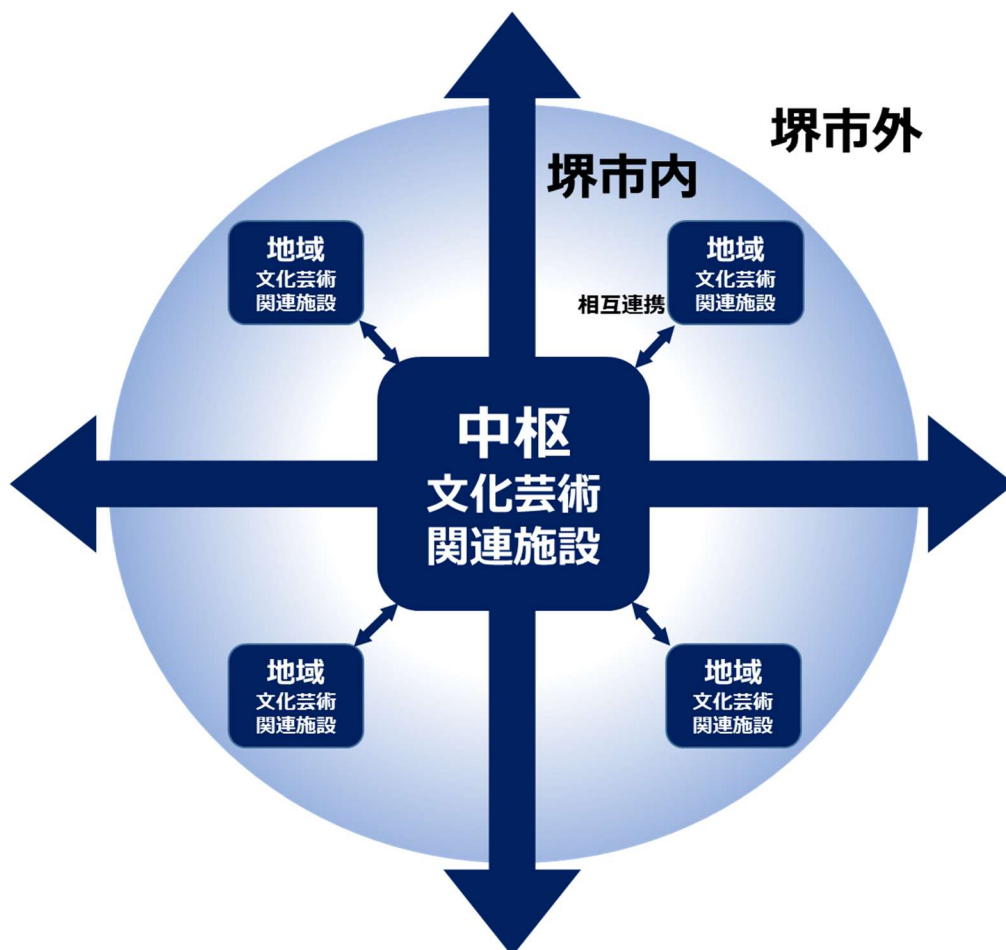 堺市外
堺市内
地域
文化芸術
関連施設
地域
文化芸術
関連施設
相互連携
中枢
文化芸術
関連施設
地域
文化芸術
関連施設
地域
文化芸術
関連施設